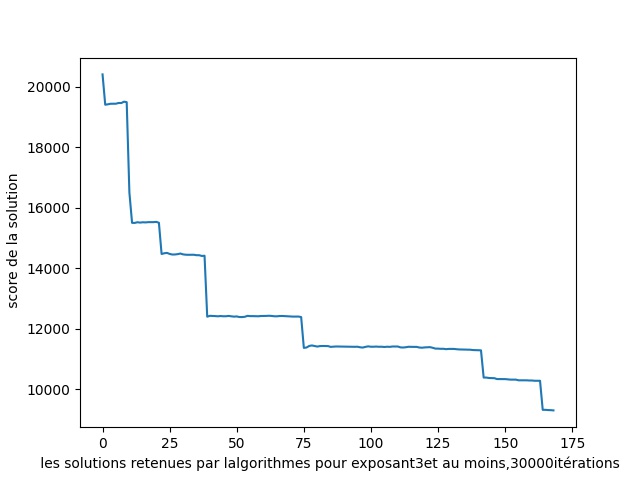 20000
18000
16000
14000
12000
10000
score de la solution
0 25 50 75 100 125 150 175
les solutions retenues par lalgorithmes pour exposant3et au moins,30000itérations